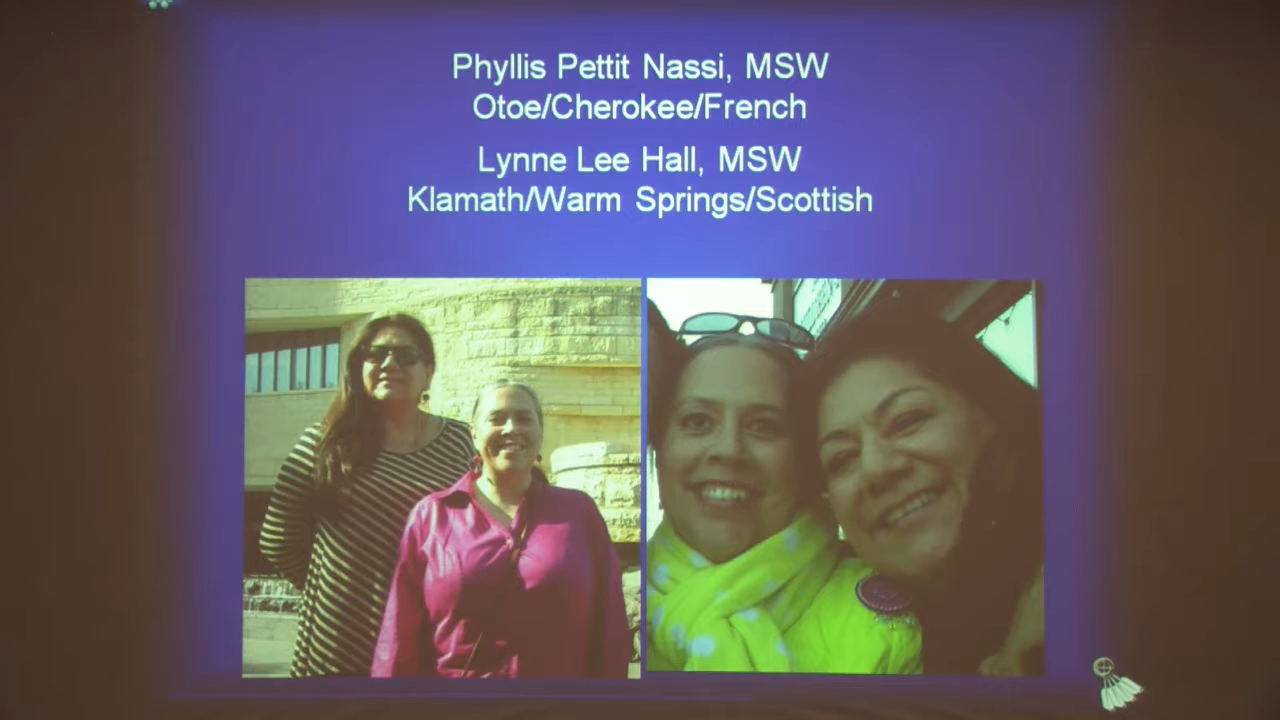 Phyllis Pettit Nassi, MSW
Otoe/Cherokee/French
Lynne Lee Hall, MSW
Klamath/Warm Springs/Scottish